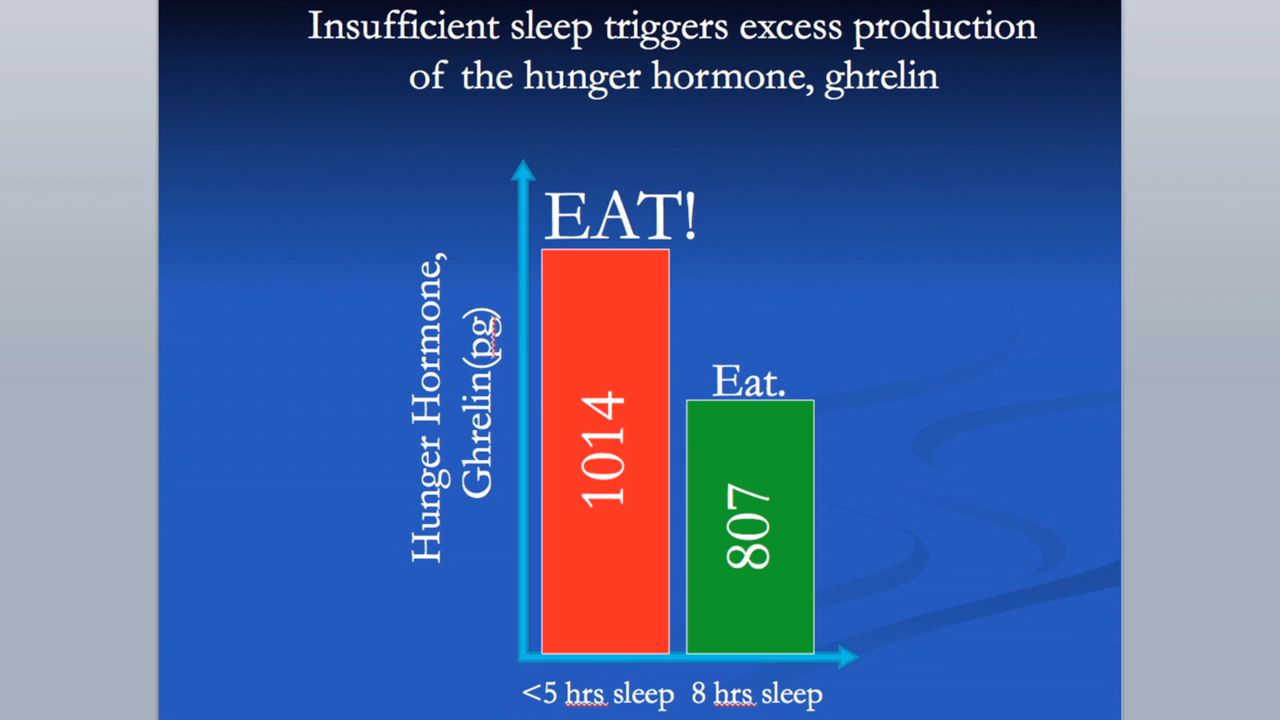 Insufficient sleep triggers excess production
of the hunger hormone, ghrelin
EAT!
Eat.
Hunger Hormone,
Ghrelin(pg)
1014
807
<5 hrs sleep 8 hrs sleep